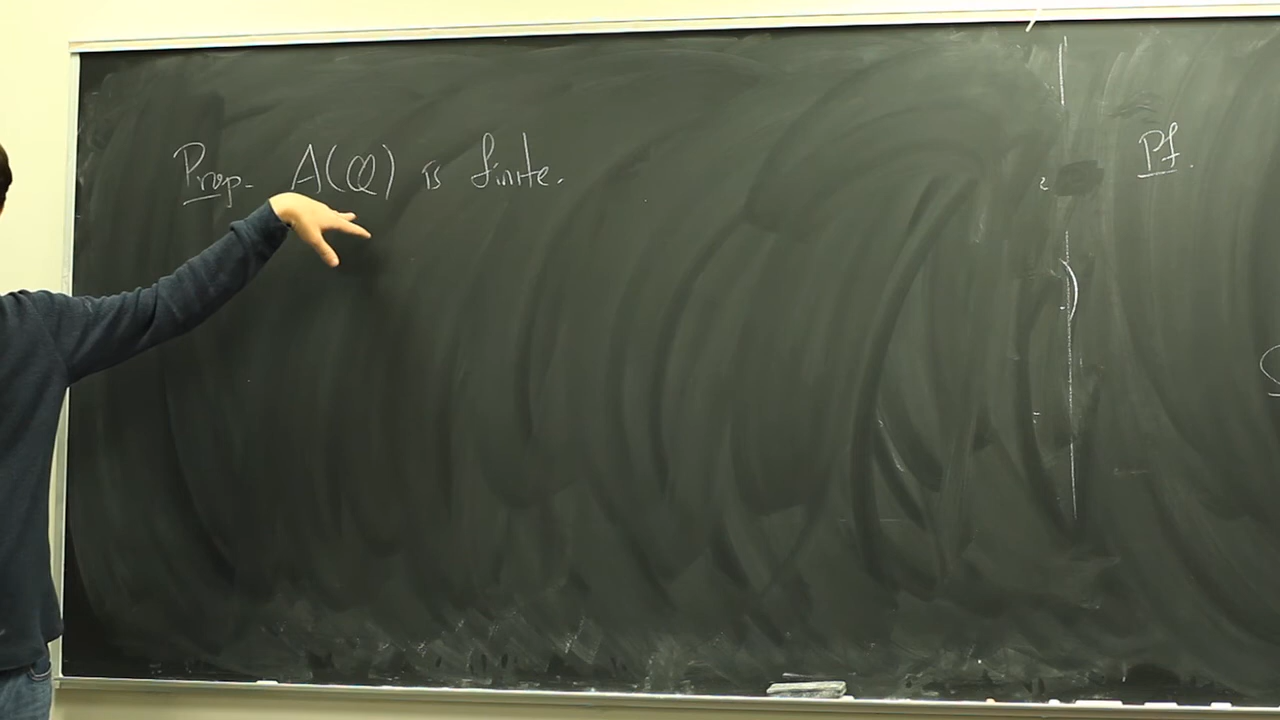 Prop. A(ℚ) is finite.
Pf.